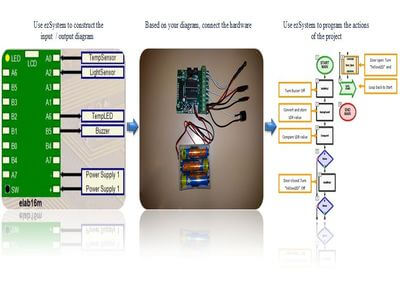 Use ezSystem to construct the
input / output diagram
Based on your diagram, connect the hardware
Use ezSystem to program the actions
of the project
LED
LCD
A0
TempSensor
A6
A2
LightSensor
B5
A1
B3
A3
A5
A4
B2
A6
TempLED
B1
B5
Buzzer
B0
B4
B4
A7
A7
Power Supply 1
SW
+
Power Supply 1
elab16m
START
MAIN
Turn Buzzer Off
Convert and store
LDR value
Compare LDR value
Door closed Turn
"YellowLED" Off
Door open Turn
"YellowLED" On
Loop back to Start
END
MAIN